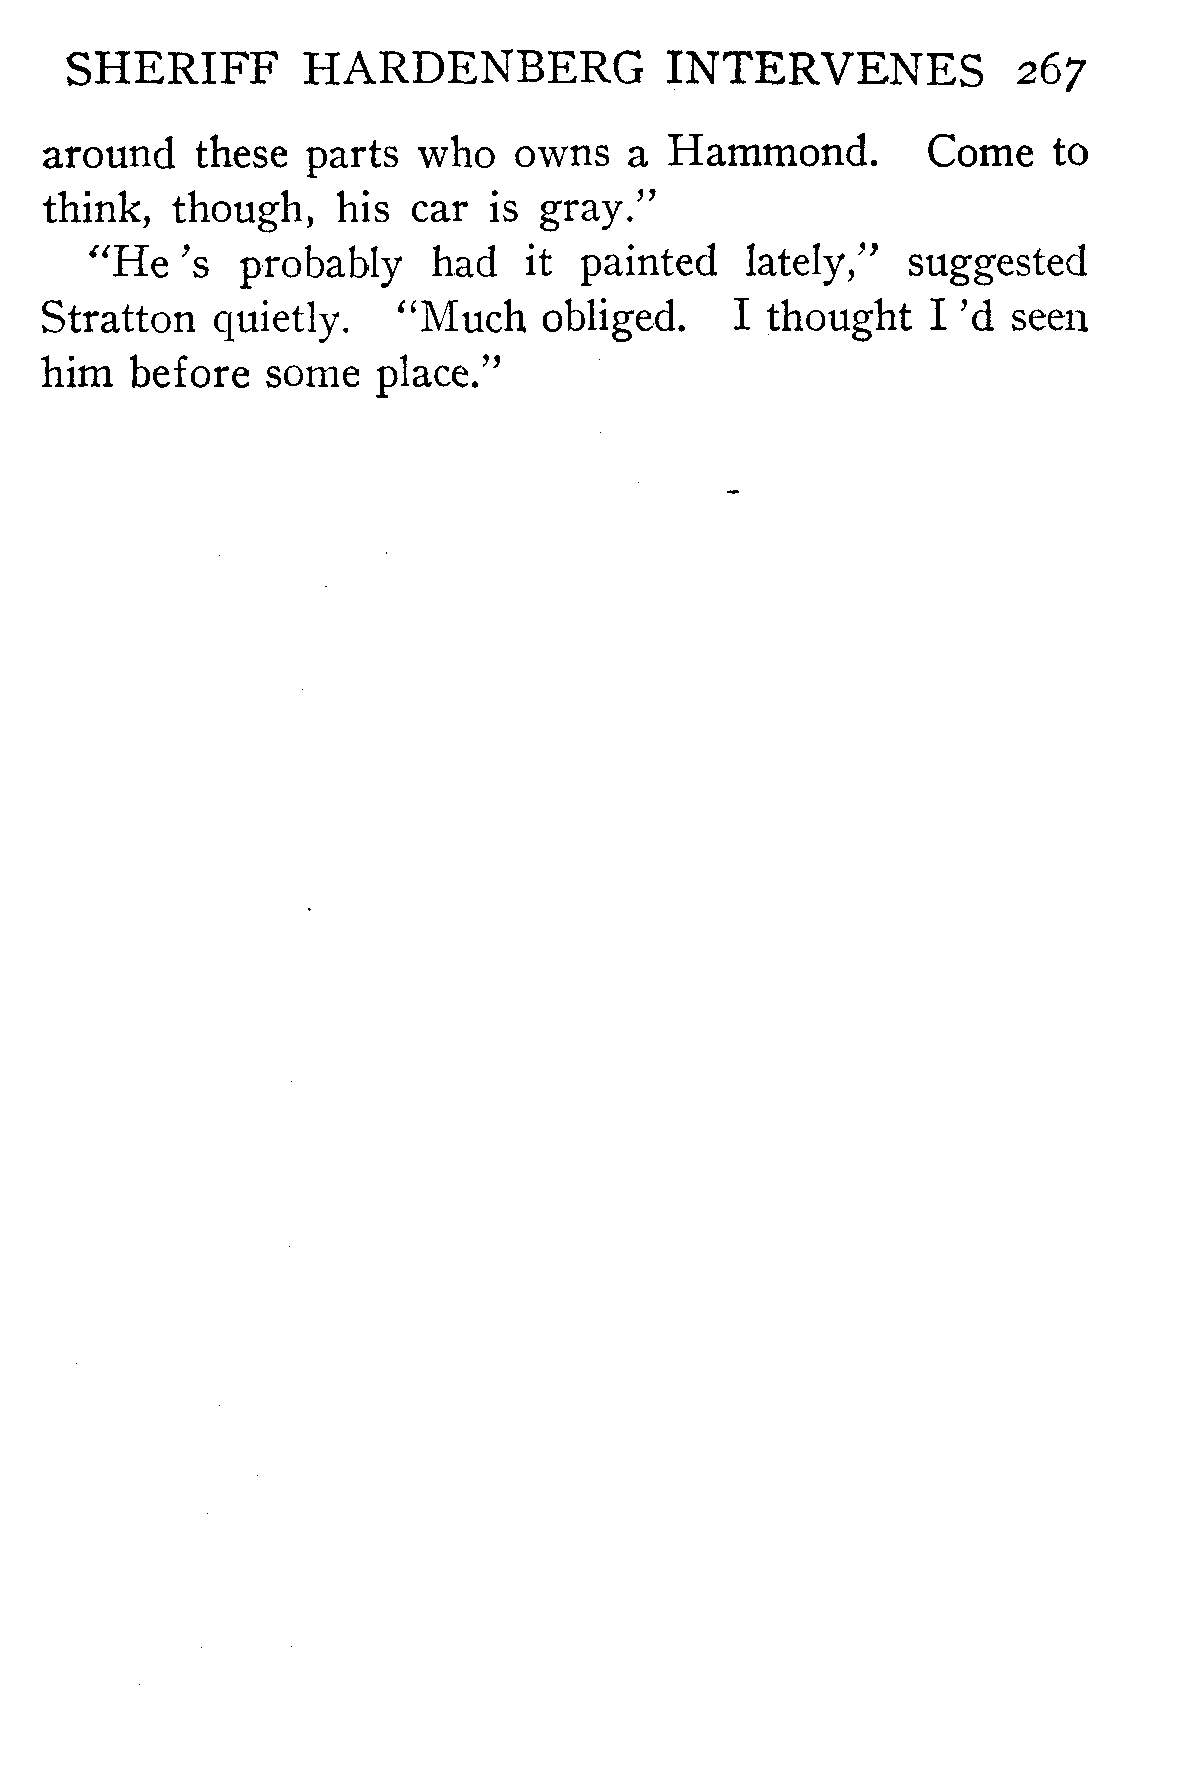 SHERIFF HARDENBERG INTERVENES 267
around these parts who owns a Hammond. Come to
think, though, his car is gray.”
“He ’s probably had it painted lately,” suggested
Stratton quietly. “Much obliged. I thought I ’d seen
him before some place.”